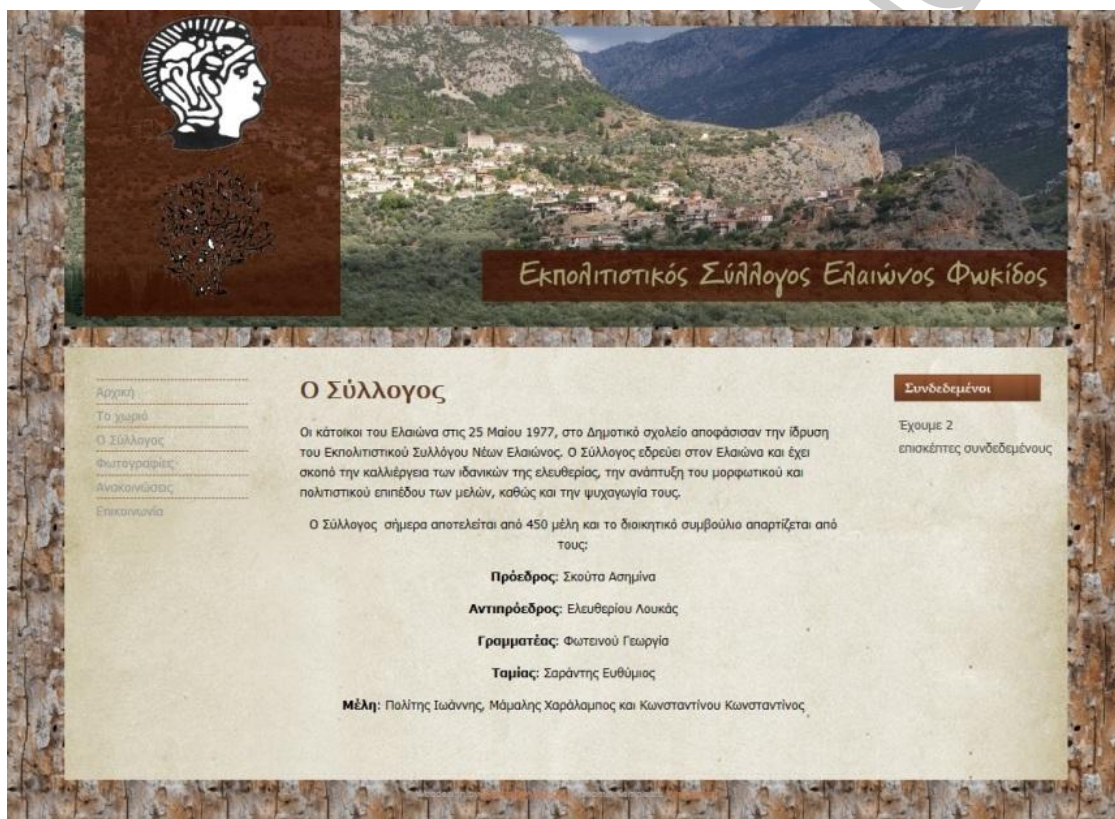 Εκπολιτιστικός Σύλλογος Ελαιώνος Φωκίδος
Αρχική
Το χωριό
Ο Σύλλογος
Φωτογραφίες
Ανακοινώσεις
Επικοινωνία
Ο Σύλλογος
Οι κάτοικοι του Ελαιώνα στις 25 Μαίου 1977, στο Δημοτικό σχολείο αποφάσισαν την ίδρυση
του Εκπολιτιστικού Συλλόγου Νέων Ελαιώνος. Ο Σύλλογος εδρεύει στον Ελαιώνα και έχει
σκοπό την καλλιέργεια των ιδανικών της ελευθερίας, την ανάπτυξη του μορφωτικού και
πολιτιστικού επιπέδου των μελών, καθώς και την ψυχαγωγία τους.
Ο Σύλλογος σήμερα αποτελείται από 450 μέλη και το διοικητικό συμβούλιο απαρτίζεται από
τους:
Πρόεδρος: Σκούτα Ασημίνα
Αντιπρόεδρος: Ελευθερίου Λουκάς
Γραμματέας: Φωτεινού Γεωργία
Ταμίας: Σαράντης Ευθύμιος
Μέλη: Πολίτης Ιωάννης, Μάμαλης Χαράλαμπος και Κωνσταντίνου Κωνσταντίνος
Συνδεδεμένοι
Έχουμε 2
επισκέπτες συνδεδεμένους